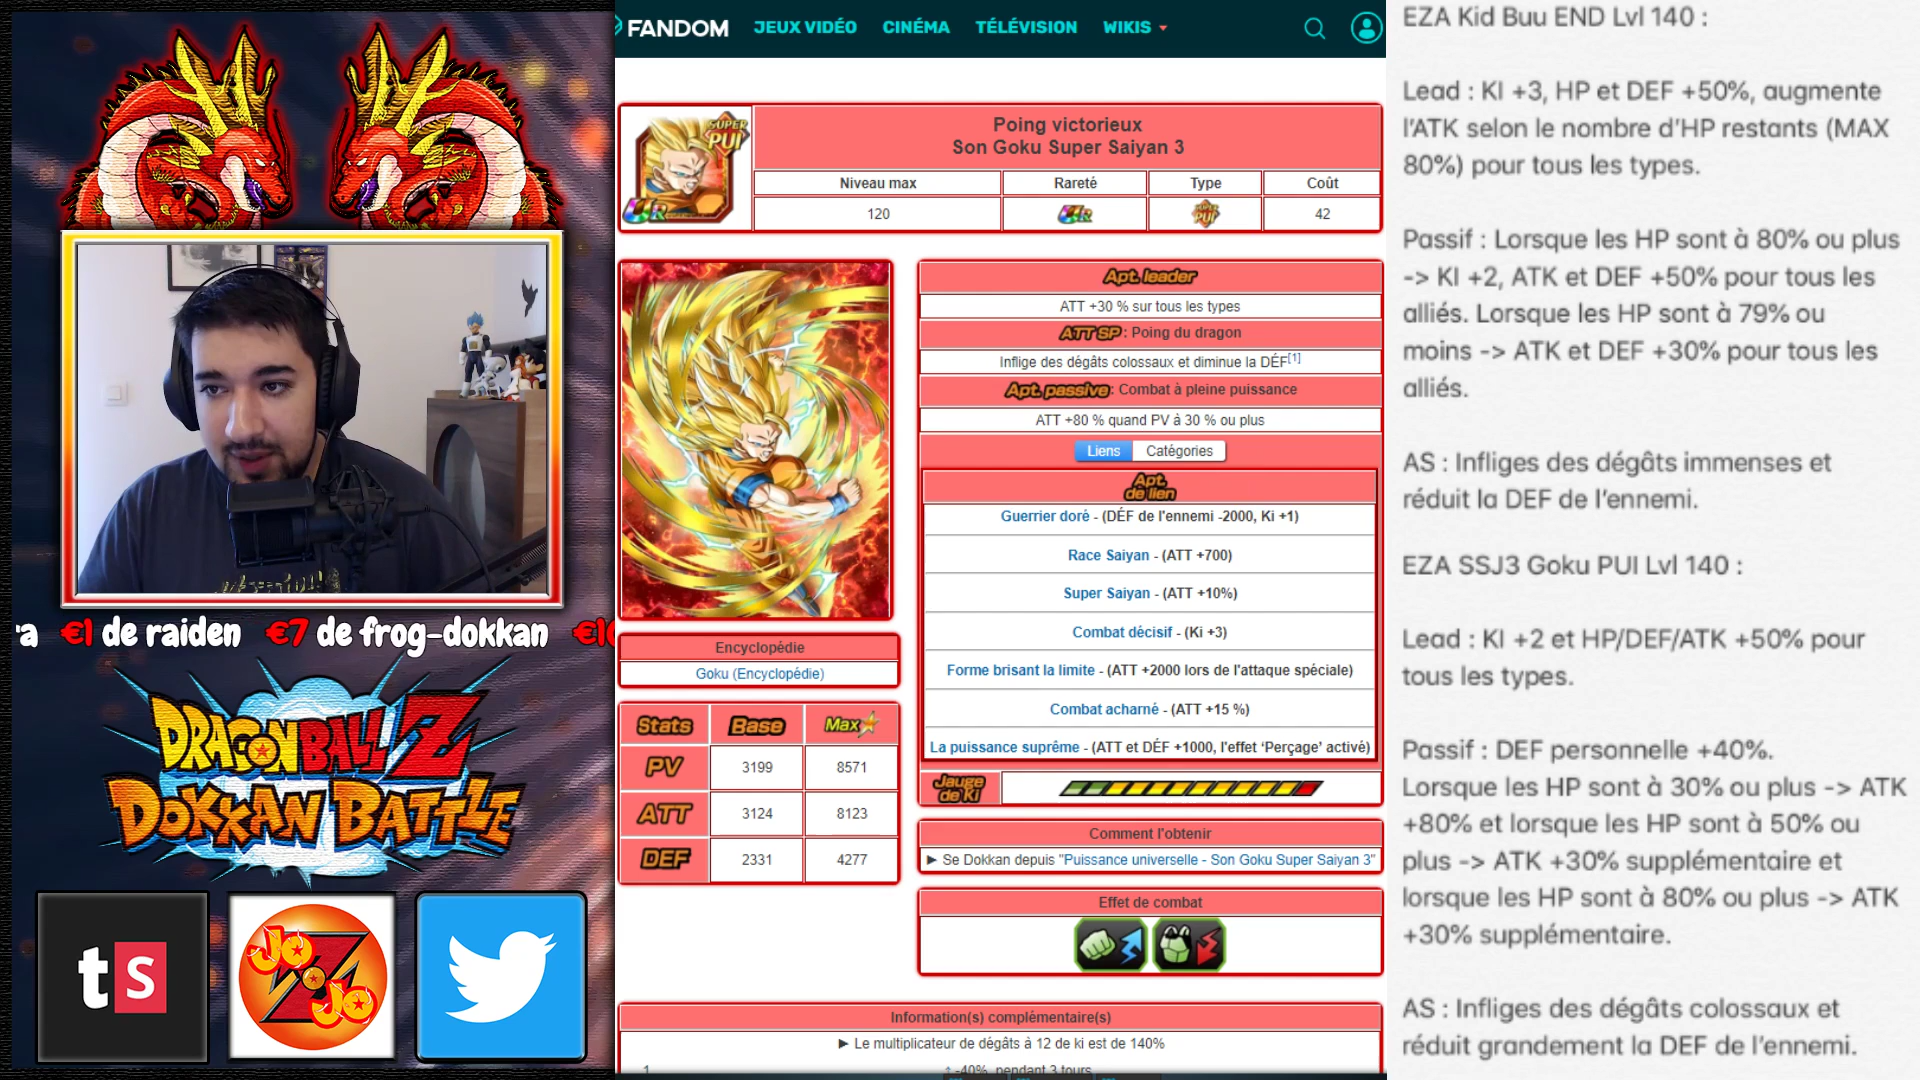 'a €1 de raiden €7 de frog-dokkan €10
DRAGON BALL Z
DOKKAN BATTLE
tS
JoJo
FANDOM JEUX VIDÉO CINÉMA TÉLÉVISION WIKIS
SUPER PUI
UR
Poing victorieux
Son Goku Super Saiyan 3
Niveau max Rareté Type Coût
120 UR SUPER PUI 42
Encyclopédie
Goku (Encyclopédie)
Stats Base Max
PV 3199 8571
ATT 3124 8123
DEF 2331 4277
Apt. leader
ATT +30 % sur tous les types
ATT SP : Poing du dragon
Inflige des dégâts colossaux et diminue la DÉF[1]
Apt. passive : Combat à pleine puissance
ATT +80 % quand PV à 30 % ou plus
Liens Catégories
Apt. de lien
Guerrier doré - (DÉF de l'ennemi -2000, Ki +1)
Race Saiyan - (ATT +700)
Super Saiyan - (ATT +10%)
Combat décisif - (Ki +3)
Forme brisant la limite - (ATT +2000 lors de l'attaque spéciale)
Combat acharné - (ATT +15 %)
La puissance suprême - (ATT et DÉF +1000, l'effet ‘Perçage’ activé)
Jauge de Ki
Comment l'obtenir
► Se Dokkan depuis "Puissance universelle - Son Goku Super Saiyan 3"
Effet de combat
Information(s) complémentaire(s)
► Le multiplicateur de dégâts à 12 de ki est de 140%
1 ↑ -40%, pendant 3 tours
EZA Kid Buu END Lvl 140 :
Lead : KI +3, HP et DEF +50%, augmente
l’ATK selon le nombre d’HP restants (MAX
80%) pour tous les types.
Passif : Lorsque les HP sont à 80% ou plus
-> KI +2, ATK et DEF +50% pour tous les
alliés. Lorsque les HP sont à 79% ou
moins -> ATK et DEF +30% pour tous les
alliés.
AS : Infliges des dégâts immenses et
réduit la DEF de l’ennemi.
EZA SSJ3 Goku PUI Lvl 140 :
Lead : KI +2 et HP/DEF/ATK +50% pour
tous les types.
Passif : DEF personnelle +40%.
Lorsque les HP sont à 30% ou plus -> ATK
+80% et lorsque les HP sont à 50% ou
plus -> ATK +30% supplémentaire et
lorsque les HP sont à 80% ou plus -> ATK
+30% supplémentaire.
AS : Infliges des dégâts colossaux et
réduit grandement la DEF de l’ennemi.